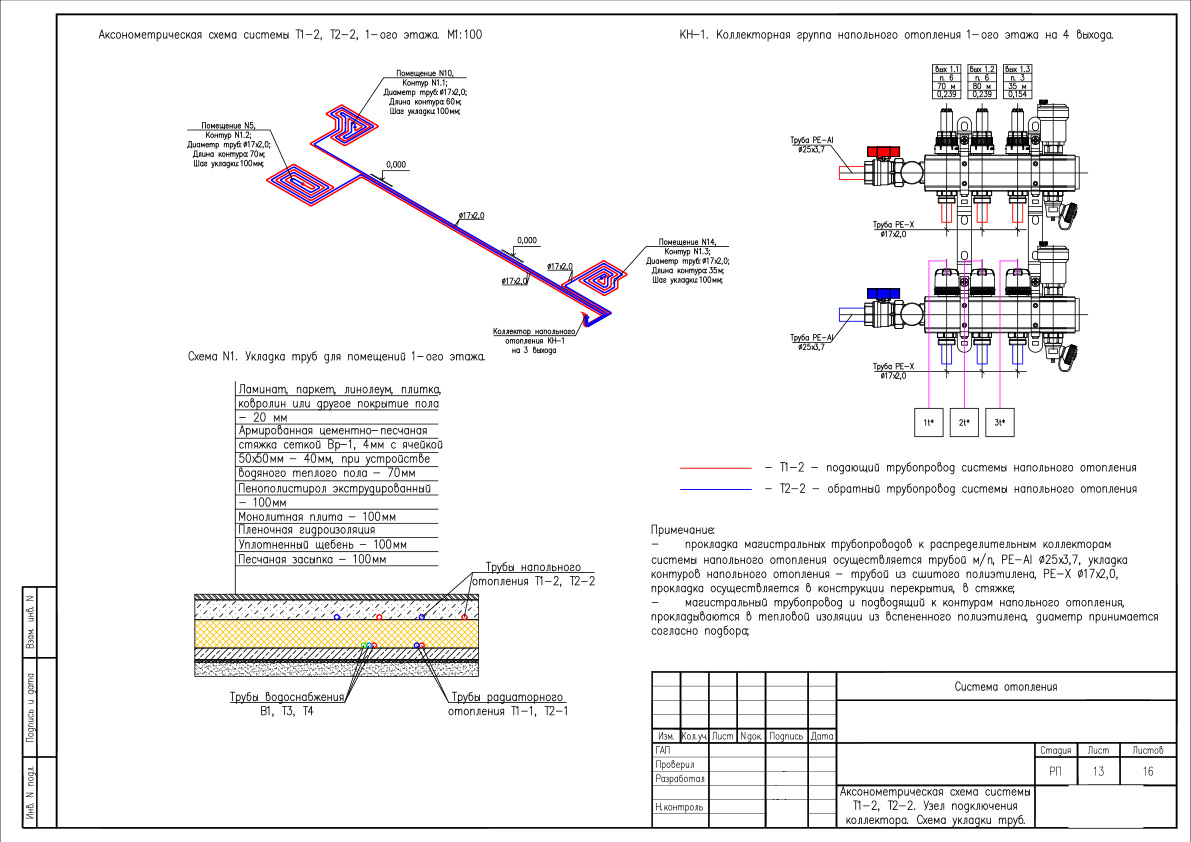 Аксонометрическая схема системы Т1-2, Т2-2, 1-ого этажа. М1:100
Помещение N10,
Контур N1.1;
Диаметр труб: ø17x2,0;
Длина контура: 60м;
Шаг укладки: 100мм;
Помещение N5,
Контур N1.2;
Диаметр труб: ø17x2,0;
Длина контура: 70м;
Шаг укладки: 100мм;
0,000
ø17x2,0
0,000
ø17x2,0
ø17x2,0
Помещение N14,
Контур N1.3;
Диаметр труб: ø17x2,0;
Длина контура: 35м;
Шаг укладки: 100мм;
Коллектор напольного
отопления КН-1
на 3 выхода
КН-1. Коллекторная группа напольного отопления 1-ого этажа на 4 выхода.
вых 1.1 вых 1.2 вых 1.3
п. 6 п. 6 п. 3
70 м 80 м 35 м
0,239 0,239 0,154
Труба PE-Al
ø25x3,7
Труба PE-X
ø17x2,0
Труба PE-Al
ø25x3,7
Труба PE-X
ø17x2,0
1t* 2t* 3t*
- Т1-2 - подающий трубопровод системы напольного отопления
- Т2-2 - обратный трубопровод системы напольного отопления
Схема N1. Укладка труб для помещений 1-ого этажа.
Ламинат, паркет, линолеум, плитка,
ковролин или другое покрытие пола
- 20 мм
Армированная цементно-песчаная
стяжка сеткой Вр-1, 4мм с ячейкой
50x50мм - 40мм, при устройстве
водяного теплого пола - 70мм
Пенополистирол экструдированный
- 100мм
Монолитная плита - 100мм
Пленочная гидроизоляция
Уплотненный щебень - 100мм
Песчаная засыпка - 100мм
Трубы напольного
отопления Т1-2, Т2-2
Трубы водоснабжения
В1, Т3, Т4
Трубы радиаторного
отопления Т1-1, Т2-1
Примечание:
- прокладка магистральных трубопроводов к распределительным коллекторам
системы напольного отопления осуществляется трубой м/п, PE-Al ø25x3,7, укладка
контуров напольного отопления - трубой из сшитого полиэтилена, PE-X ø17x2,0,
прокладка осуществляется в конструкции перекрытия, в стяжке;
- магистральный трубопровод и подводящий к контурам напольного отопления,
прокладываются в тепловой изоляции из вспененного полиэтилена, диаметр принимается
согласно подбора;
Взам. инв. N
Подпись и дата
Инв. N подл.
Система отопления
Изм. Кол.уч. Лист Nдок. Подпись Дата
ГАП
Проверил
Разработал
Н.контроль
Стадия Лист Листов
РП 13 16
Аксонометрическая схема системы
Т1-2, Т2-2. Узел подключения
коллектора. Схема укладки труб.